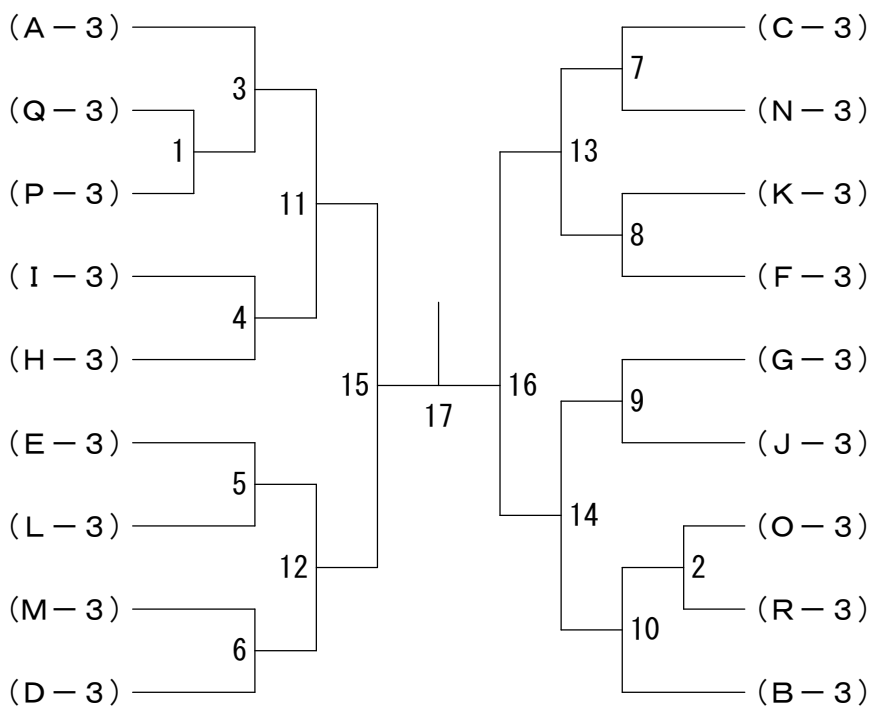 (A－3)
(C－3)
3
7
(Q－3)
(N－3)
1
13
(P－3)
(K－3)
11
8
(I－3)
(F－3)
4
(H－3)
(G－3)
15
16
9
17
(E－3)
(J－3)
5
14
(L－3)
(O－3)
12
2
(M－3)
(R－3)
6
10
(D－3)
(B－3)